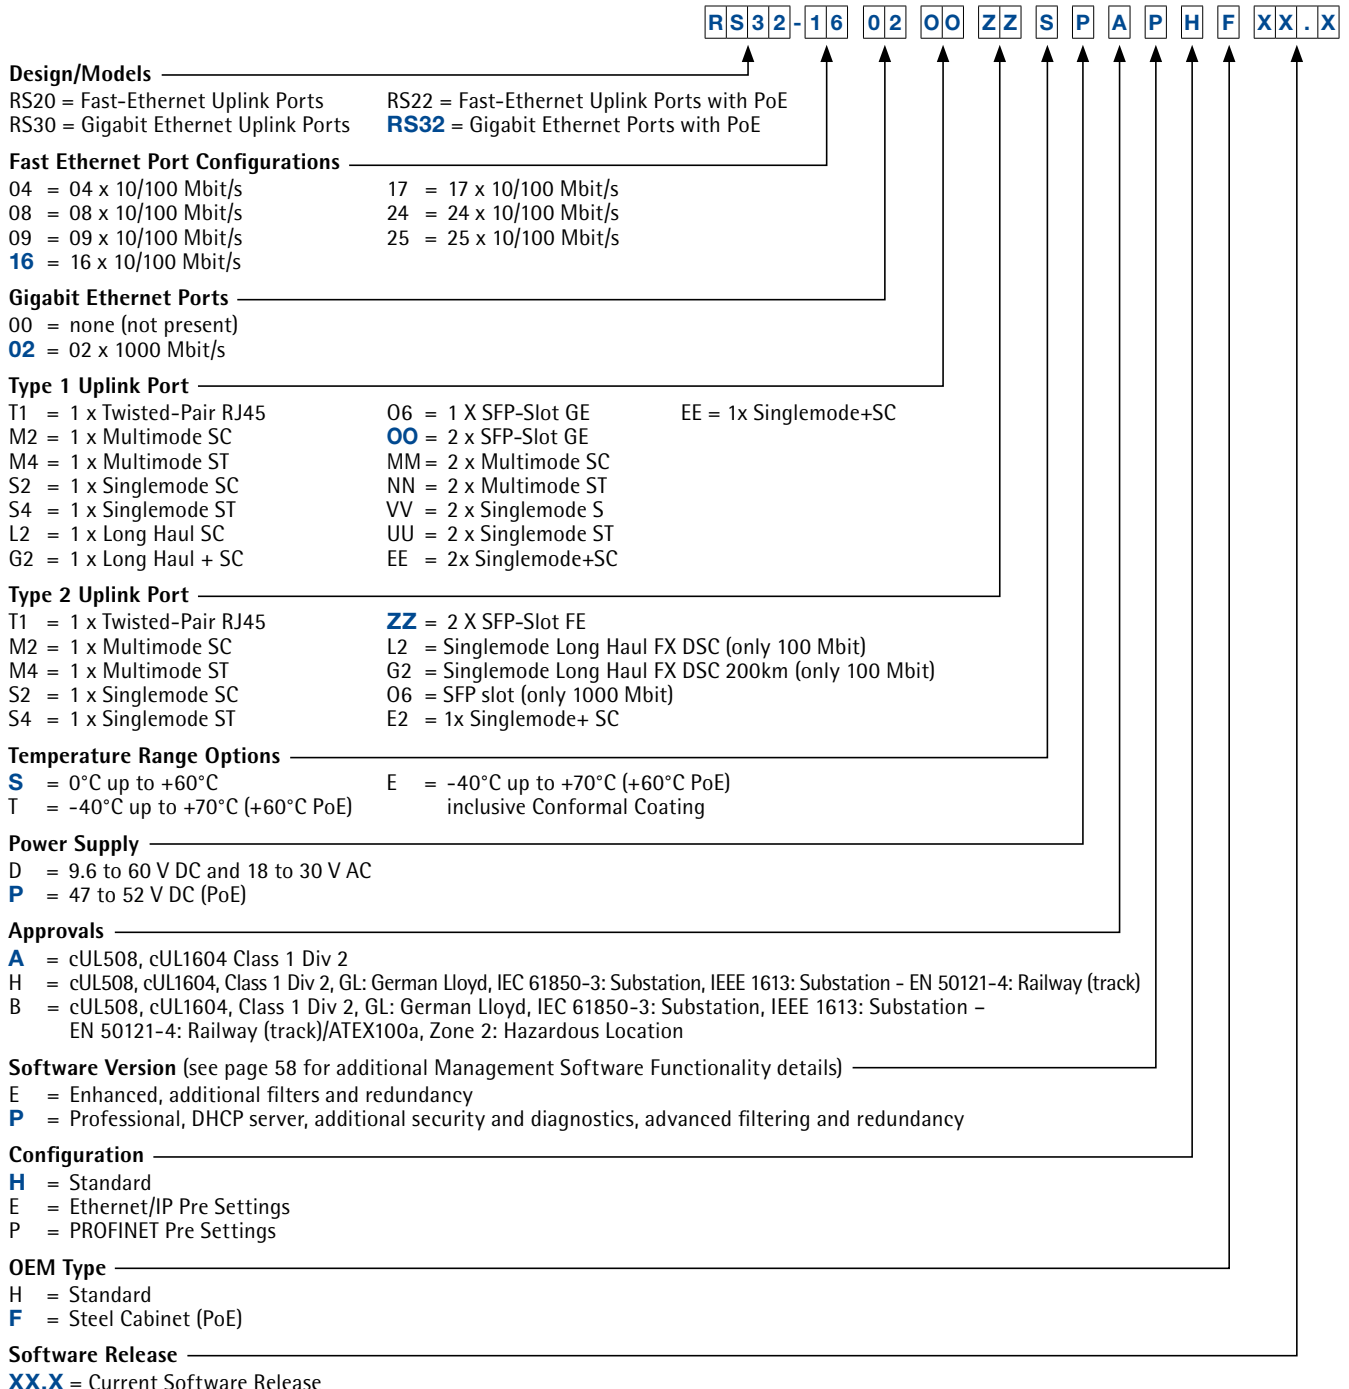 RS32-16 02 OO ZZ S P A P H F XX.X
Design/Models
RS20 = Fast-Ethernet Uplink Ports RS22 = Fast-Ethernet Uplink Ports with PoE
RS30 = Gigabit Ethernet Uplink Ports RS32 = Gigabit Ethernet Ports with PoE
Fast Ethernet Port Configurations
04 = 04 x 10/100 Mbit/s 17 = 17 x 10/100 Mbit/s
08 = 08 x 10/100 Mbit/s 24 = 24 x 10/100 Mbit/s
09 = 09 x 10/100 Mbit/s 25 = 25 x 10/100 Mbit/s
16 = 16 x 10/100 Mbit/s
Gigabit Ethernet Ports
00 = none (not present)
02 = 02 x 1000 Mbit/s
Type 1 Uplink Port
T1 = 1 x Twisted-Pair RJ45 O6 = 1 X SFP-Slot GE EE = 1x Singlemode+SC
M2 = 1 x Multimode SC OO = 2 x SFP-Slot GE
M4 = 1 x Multimode ST MM = 2 x Multimode SC
S2 = 1 x Singlemode SC NN = 2 x Multimode ST
S4 = 1 x Singlemode ST VV = 2 x Singlemode S
L2 = 1 x Long Haul SC UU = 2 x Singlemode ST
G2 = 1 x Long Haul + SC EE = 2x Singlemode+SC
Type 2 Uplink Port
T1 = 1 x Twisted-Pair RJ45 ZZ = 2 X SFP-Slot FE
M2 = 1 x Multimode SC L2 = Singlemode Long Haul FX DSC (only 100 Mbit)
M4 = 1 x Multimode ST G2 = Singlemode Long Haul FX DSC 200km (only 100 Mbit)
S2 = 1 x Singlemode SC O6 = SFP slot (only 1000 Mbit)
S4 = 1 x Singlemode ST E2 = 1x Singlemode+ SC
Temperature Range Options
S = 0°C up to +60°C E = -40°C up to +70°C (+60°C PoE)
T = -40°C up to +70°C (+60°C PoE) inclusive Conformal Coating
Power Supply
D = 9.6 to 60 V DC and 18 to 30 V AC
P = 47 to 52 V DC (PoE)
Approvals
A = cUL508, cUL1604 Class 1 Div 2
H = cUL508, cUL1604, Class 1 Div 2, GL: German Lloyd, IEC 61850-3: Substation, IEEE 1613: Substation - EN 50121-4: Railway (track)
B = cUL508, cUL1604, Class 1 Div 2, GL: German Lloyd, IEC 61850-3: Substation, IEEE 1613: Substation –
EN 50121-4: Railway (track)/ATEX100a, Zone 2: Hazardous Location
Software Version (see page 58 for additional Management Software Functionality details)
E = Enhanced, additional filters and redundancy
P = Professional, DHCP server, additional security and diagnostics, advanced filtering and redundancy
Configuration
H = Standard
E = Ethernet/IP Pre Settings
P = PROFINET Pre Settings
OEM Type
H = Standard
F = Steel Cabinet (PoE)
Software Release
XX.X = Current Software Release